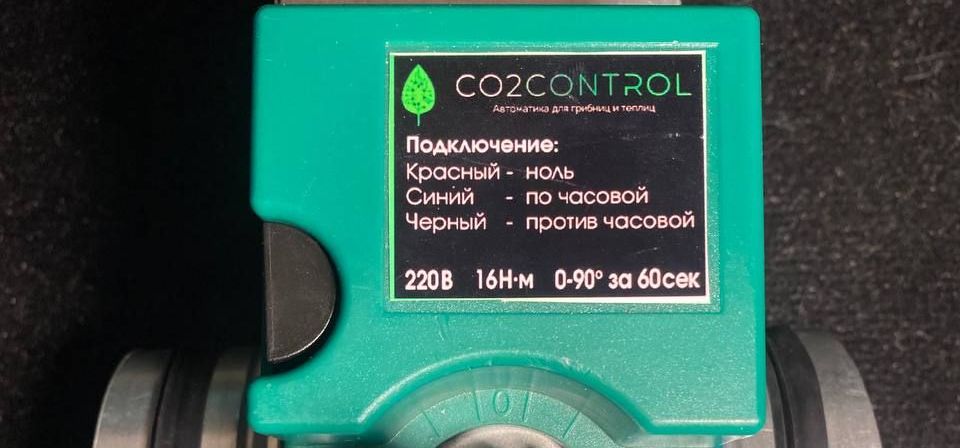 CO2CONTROL
Автоматика для грибниц и теплиц
Подключение:
Красный - ноль
Синий - по часовой
Черный - против часовой
220В 16Н·м 0-90° за 60сек
0